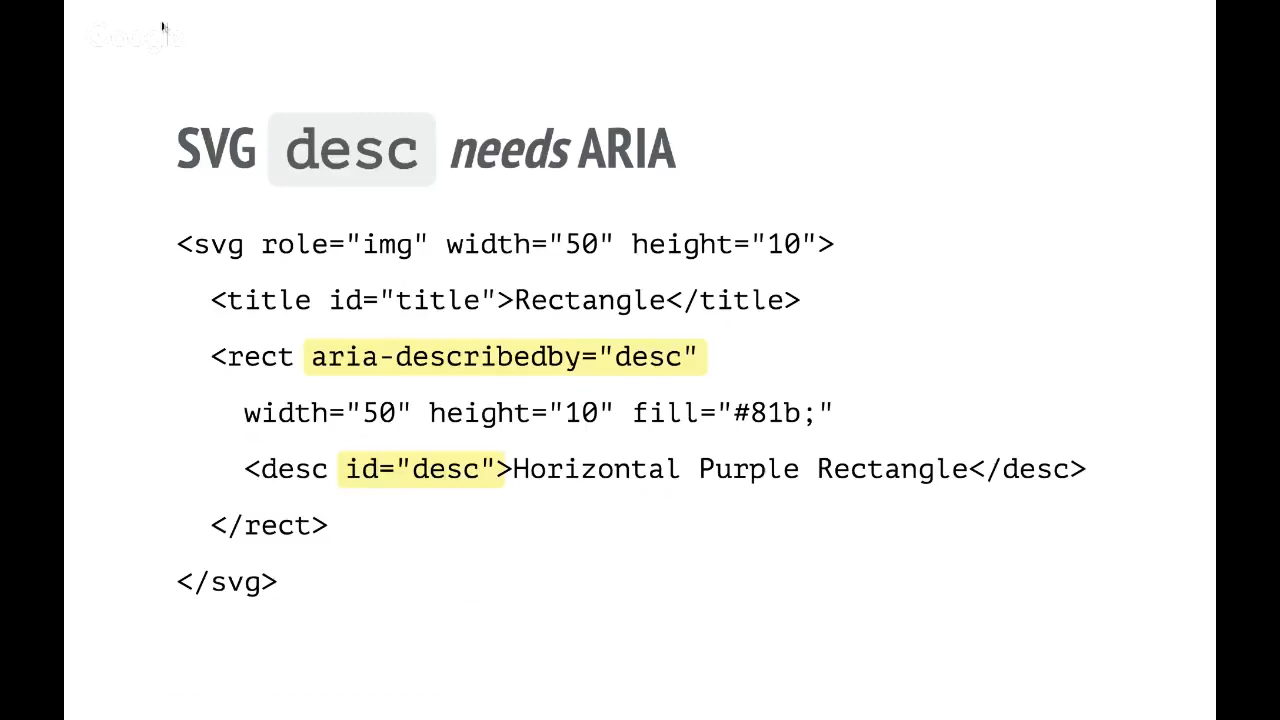 Google
SVG desc needs ARIA
<svg role="img" width="50" height="10">
<title id="title">Rectangle</title>
<rect aria-describedby="desc"
width="50" height="10" fill="#81b;"
<desc id="desc">Horizontal Purple Rectangle</desc>
</rect>
</svg>